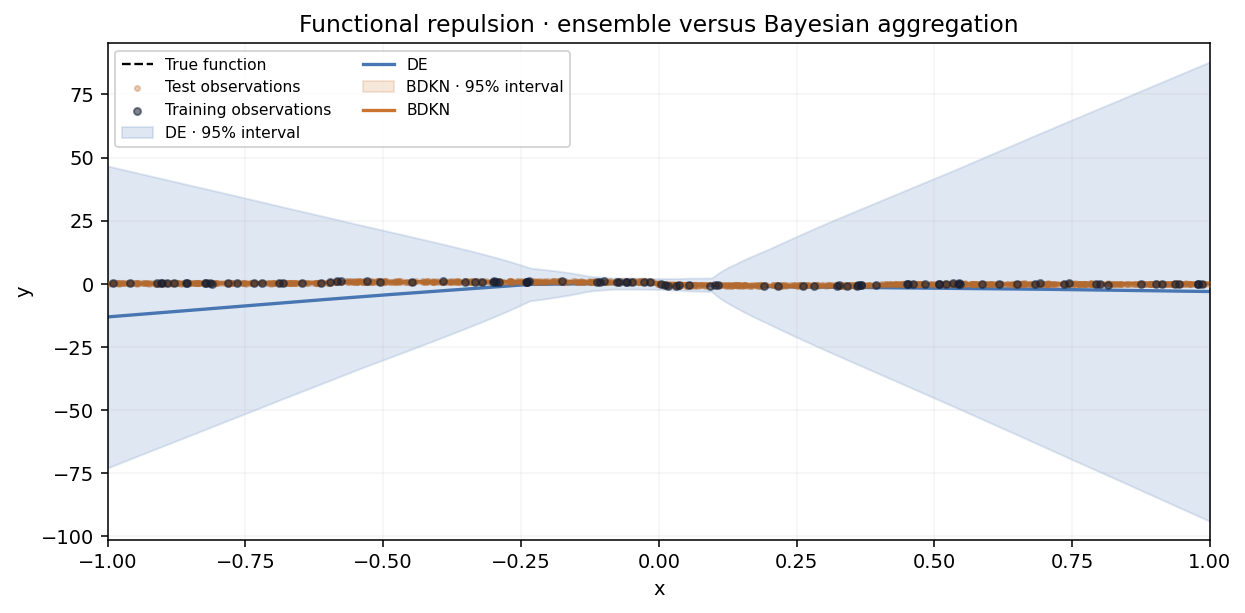 Functional repulsion · ensemble versus Bayesian aggregation
True function
Test observations
Training observations
DE · 95% interval
DE
BDKN · 95% interval
BDKN
y
75
50
25
0
−25
−50
−75
−100
−1.00 −0.75 −0.50 −0.25 0.00 0.25 0.50 0.75 1.00
x